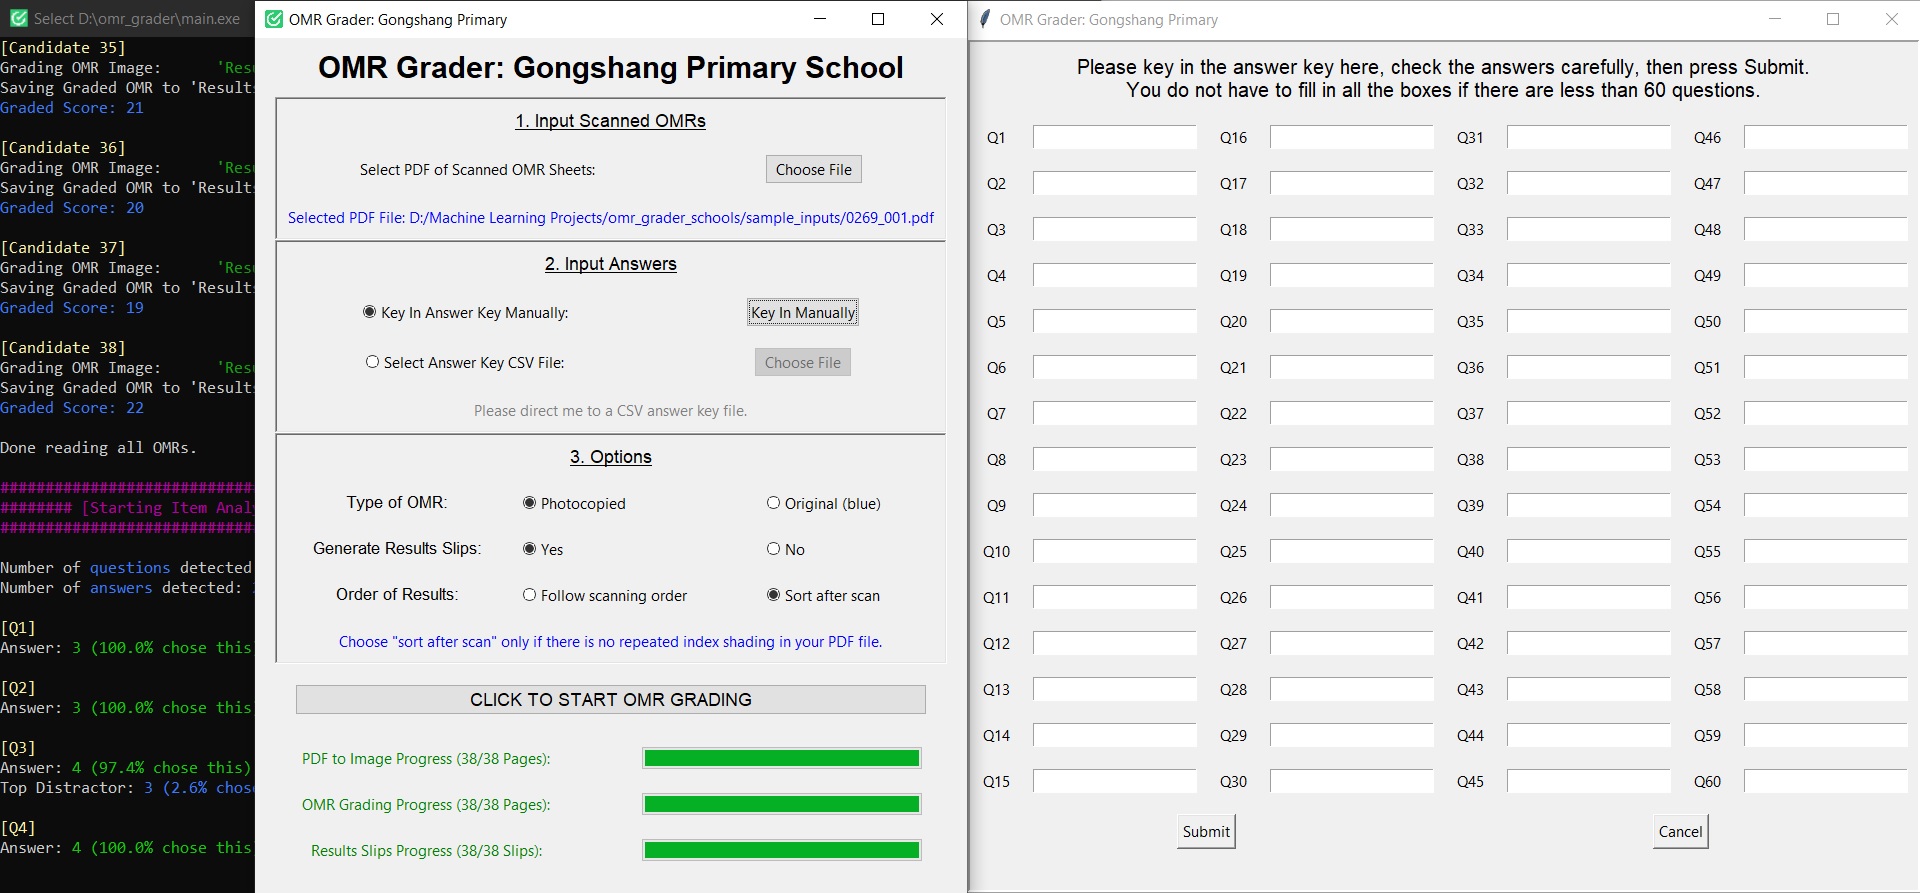 Select D:\omr_grader\main.exe
[Candidate 35]
Grading OMR Image: 'Resu
Saving Graded OMR to 'Results
Graded Score: 21
[Candidate 36]
Grading OMR Image: 'Resu
Saving Graded OMR to 'Results
Graded Score: 20
[Candidate 37]
Grading OMR Image: 'Resu
Saving Graded OMR to 'Results
Graded Score: 19
[Candidate 38]
Grading OMR Image: 'Resu
Saving Graded OMR to 'Results
Graded Score: 22
Done reading all OMRs.
############################
######## [Starting Item Analy
############################
Number of questions detected
Number of answers detected:
[Q1]
Answer: 3 (100.0% chose this
[Q2]
Answer: 3 (100.0% chose this
[Q3]
Answer: 4 (97.4% chose this)
Top Distractor: 3 (2.6% chose
[Q4]
Answer: 4 (100.0% chose this
OMR Grader: Gongshang Primary
OMR Grader: Gongshang Primary School
1. Input Scanned OMRs
Select PDF of Scanned OMR Sheets: Choose File
Selected PDF File: D:/Machine Learning Projects/omr_grader_schools/sample_inputs/0269_001.pdf
2. Input Answers
Key In Answer Key Manually: Key In Manually
Select Answer Key CSV File: Choose File
Please direct me to a CSV answer key file.
3. Options
Type of OMR: Photocopied Original (blue)
Generate Results Slips: Yes No
Order of Results: Follow scanning order Sort after scan
Choose "sort after scan" only if there is no repeated index shading in your PDF file.
CLICK TO START OMR GRADING
PDF to Image Progress (38/38 Pages):
OMR Grading Progress (38/38 Pages):
Results Slips Progress (38/38 Slips):
OMR Grader: Gongshang Primary
Please key in the answer key here, check the answers carefully, then press Submit.
You do not have to fill in all the boxes if there are less than 60 questions.
Q1 Q16 Q31 Q46
Q2 Q17 Q32 Q47
Q3 Q18 Q33 Q48
Q4 Q19 Q34 Q49
Q5 Q20 Q35 Q50
Q6 Q21 Q36 Q51
Q7 Q22 Q37 Q52
Q8 Q23 Q38 Q53
Q9 Q24 Q39 Q54
Q10 Q25 Q40 Q55
Q11 Q26 Q41 Q56
Q12 Q27 Q42 Q57
Q13 Q28 Q43 Q58
Q14 Q29 Q44 Q59
Q15 Q30 Q45 Q60
Submit Cancel